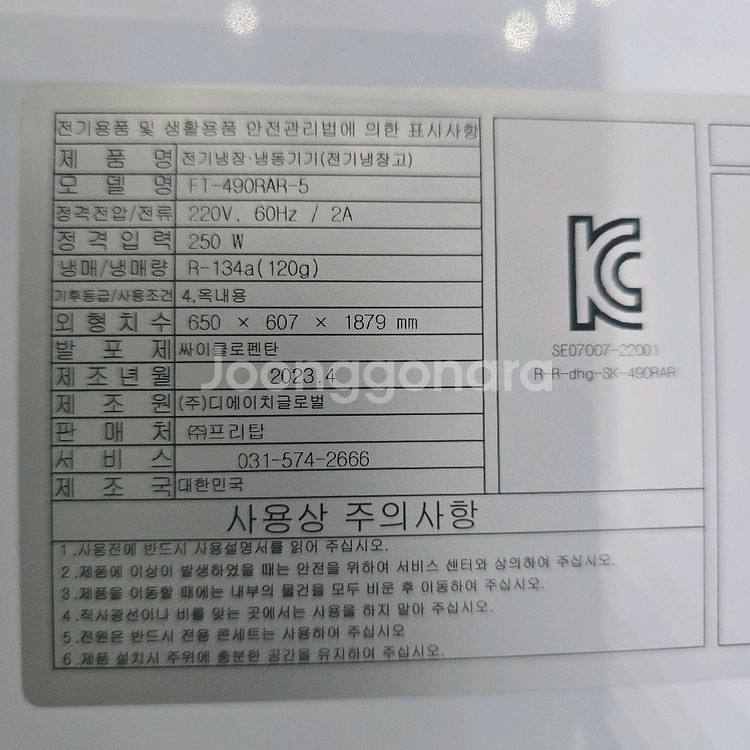 전기용품 및 생활용품 안전관리법에 의한 표시사항
제 품 명 전기냉장·냉동기기(전기냉장고)
모 델 명 FT-490RAR-5
정격전압/전류 220V, 60Hz / 2A
정격입력 250 W
냉매/냉매량 R-134a(120g)
기후등급/사용조건 4,옥내용
외형치수 650 × 607 × 1879 mm
발 포 제 싸이클로펜탄
제조년월 2023.4
제 조 원 (주)디에이치글로벌
판 매 처 ㈜프리탑
서 비 스 031-574-2666
제 조 국 대한민국
KC
SE07007-22001
R-R-dhg-SK-490RAR
Joonggonara
사용상 주의사항
1.사용전에 반드시 사용설명서를 읽어 주십시오.
2.제품에 이상이 발생하였을 때는 안전을 위하여 서비스 센터와 상의하여 주십시오.
3.제품을 이동할 때에는 내부의 물건을 모두 비운 후 이동하여 주십시오.
4.직사광선이나 비를 맞는 곳에서는 사용을 하지 말아 주십시오.
5.전원은 반드시 전용 콘세트는 사용하여 주십시오
6.제품 설치시 주위에 충분한 공간을 유지하여 주십시오.